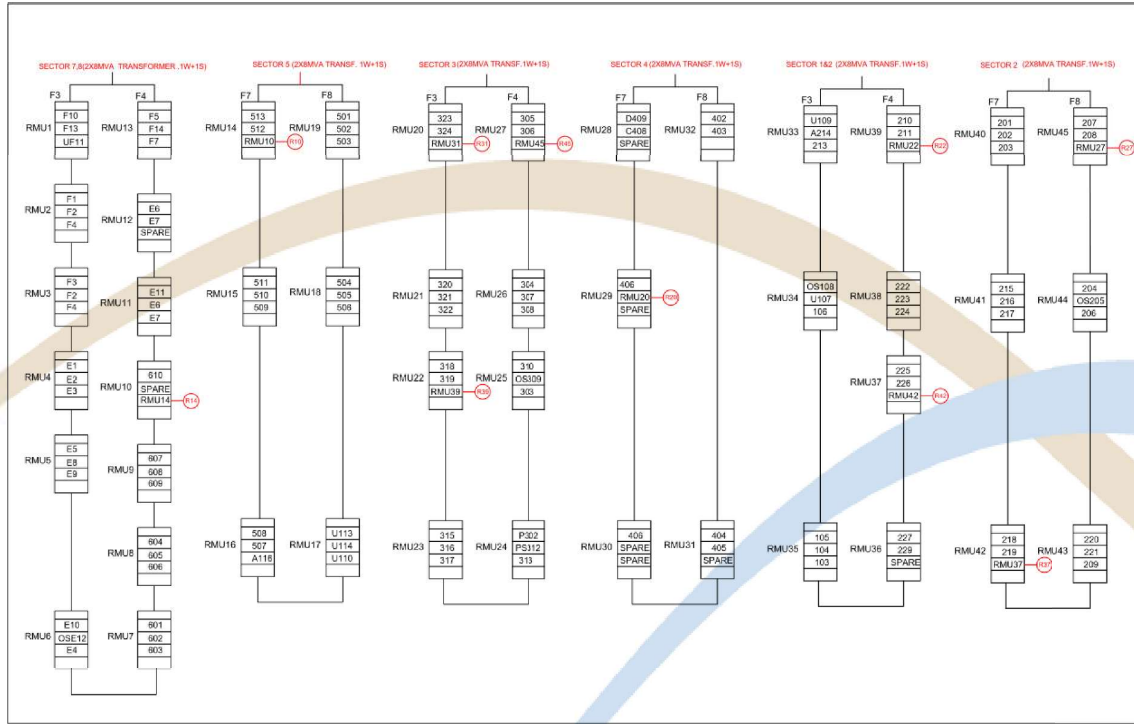 SECTOR 7,8(2X8MVA TRANSFORMER .1W+1S)
F3
F4
RMU1
F10
F13
UF11
RMU13
F5
F14
F7
RMU2
F1
F2
F4
RMU12
E6
E7
SPARE
RMU3
F3
F2
F4
RMU11
E11
E6
E7
RMU4
E1
E2
E3
RMU10
610
SPARE
RMU14
R14
RMU5
E5
E8
E9
RMU9
607
608
609
RMU8
604
605
606
RMU6
E10
OSE12
E4
RMU7
601
602
603
SECTOR 5 (2X8MVA TRANSF. 1W+1S)
F7
F8
RMU14
513
512
RMU10
R10
RMU19
501
502
503
RMU15
511
510
509
RMU18
504
505
506
RMU16
508
507
A116
RMU17
U113
U114
U110
SECTOR 3 (2X8MVA TRANSF.1W+1S)
F3
F4
RMU20
323
324
RMU31
R31
RMU27
305
306
RMU45
R45
RMU21
320
321
322
RMU26
304
307
308
RMU22
318
319
RMU39
R39
RMU25
310
OS309
303
RMU23
315
316
317
RMU24
P302
PS312
313
SECTOR 4 (2X8MVA TRANSF.1W+1S)
F7
F8
RMU28
D409
C408
SPARE
RMU32
402
403
RMU29
406
RMU20
SPARE
RMU30
406
SPARE
SPARE
RMU31
404
405
SPARE
SECTOR 1&2 (2X8MVA TRANSF.1W+1S)
F3
F4
RMU33
U109
A214
213
RMU39
210
211
RMU22
R22
RMU34
OS108
U107
106
RMU38
222
223
224
RMU37
225
226
RMU42
R42
RMU35
105
104
103
RMU36
227
229
SPARE
SECTOR 2 (2X8MVA TRANSF.1W+1S)
F7
F8
RMU40
201
202
203
RMU45
207
208
RMU27
R27
RMU41
215
216
217
RMU44
204
OS205
206
RMU42
218
219
RMU37
R37
RMU43
220
221
209